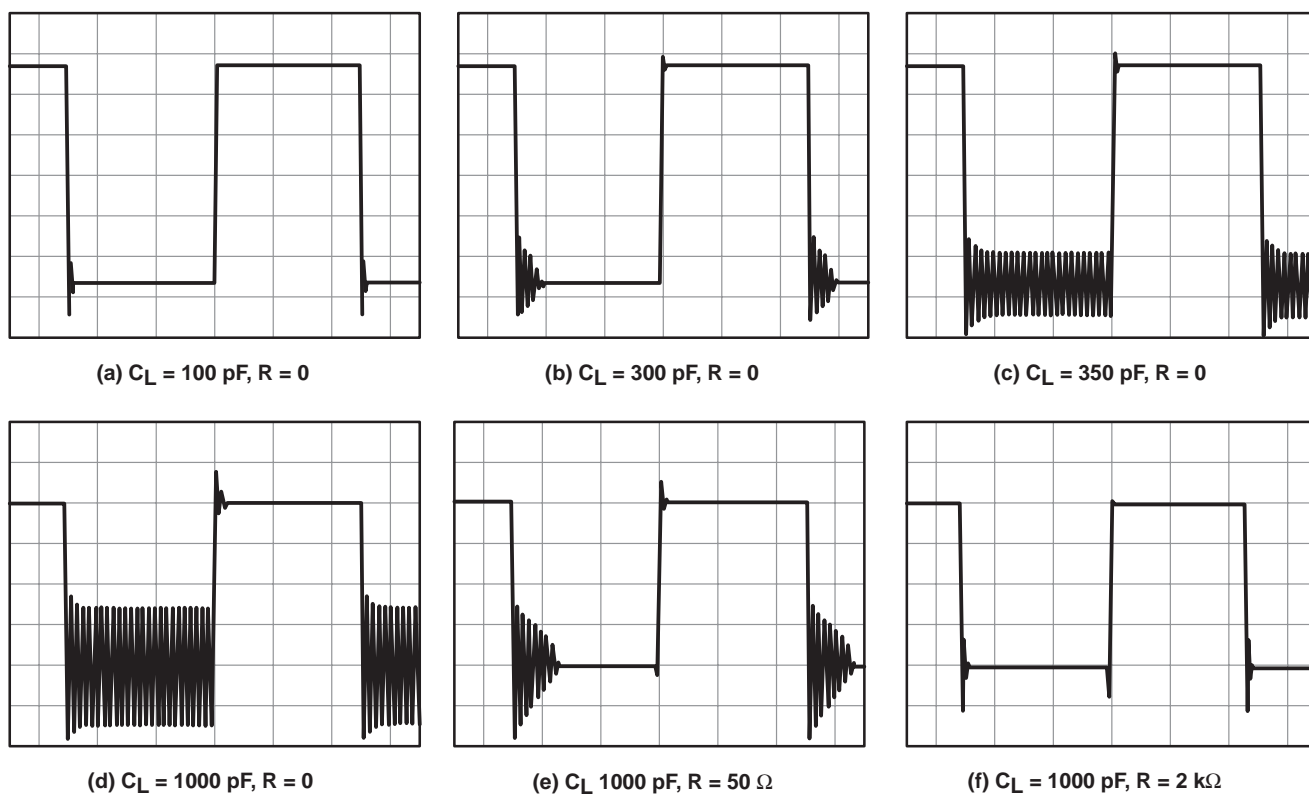 (a) CL = 100 pF, R = 0
(b) CL = 300 pF, R = 0
(c) CL = 350 pF, R = 0
(d) CL = 1000 pF, R = 0
(e) CL 1000 pF, R = 50 Ω
(f) CL = 1000 pF, R = 2 kΩ